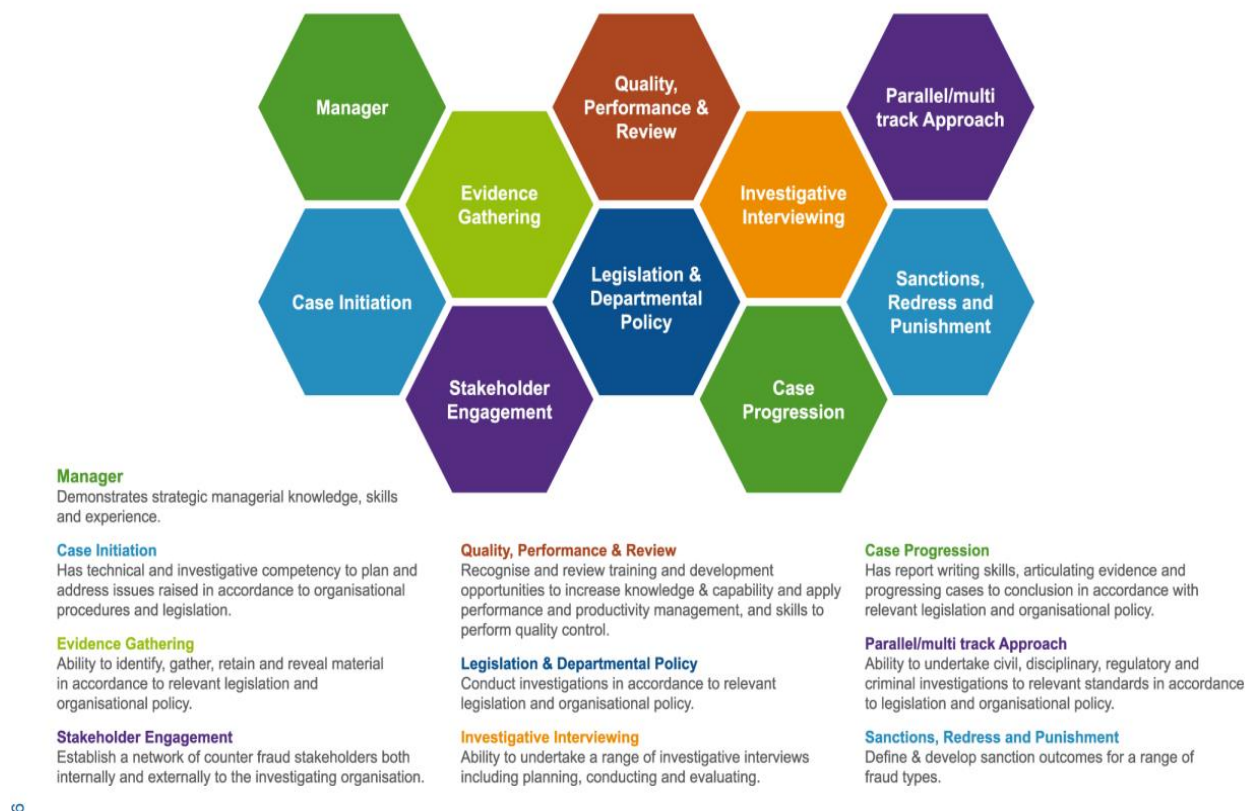 Manager
Quality,
Performance &
Review
Parallel/multi
track Approach
Evidence
Gathering
Investigative
Interviewing
Case Initiation
Legislation &
Departmental
Policy
Sanctions,
Redress and
Punishment
Stakeholder
Engagement
Case
Progression
Manager
Demonstrates strategic managerial knowledge, skills
and experience.
Case Initiation
Has technical and investigative competency to plan and
address issues raised in accordance to organisational
procedures and legislation.
Evidence Gathering
Ability to identify, gather, retain and reveal material
in accordance to relevant legislation and
organisational policy.
Stakeholder Engagement
Establish a network of counter fraud stakeholders both
internally and externally to the investigating organisation.
Quality, Performance & Review
Recognise and review training and development
opportunities to increase knowledge & capability and apply
performance and productivity management, and skills to
perform quality control.
Legislation & Departmental Policy
Conduct investigations in accordance to relevant
legislation and organisational policy.
Investigative Interviewing
Ability to undertake a range of investigative interviews
including planning, conducting and evaluating.
Case Progression
Has report writing skills, articulating evidence and
progressing cases to conclusion in accordance with
relevant legislation and organisational policy.
Parallel/multi track Approach
Ability to undertake civil, disciplinary, regulatory and
criminal investigations to relevant standards in accordance
to legislation and organisational policy.
Sanctions, Redress and Punishment
Define & develop sanction outcomes for a range of
fraud types.